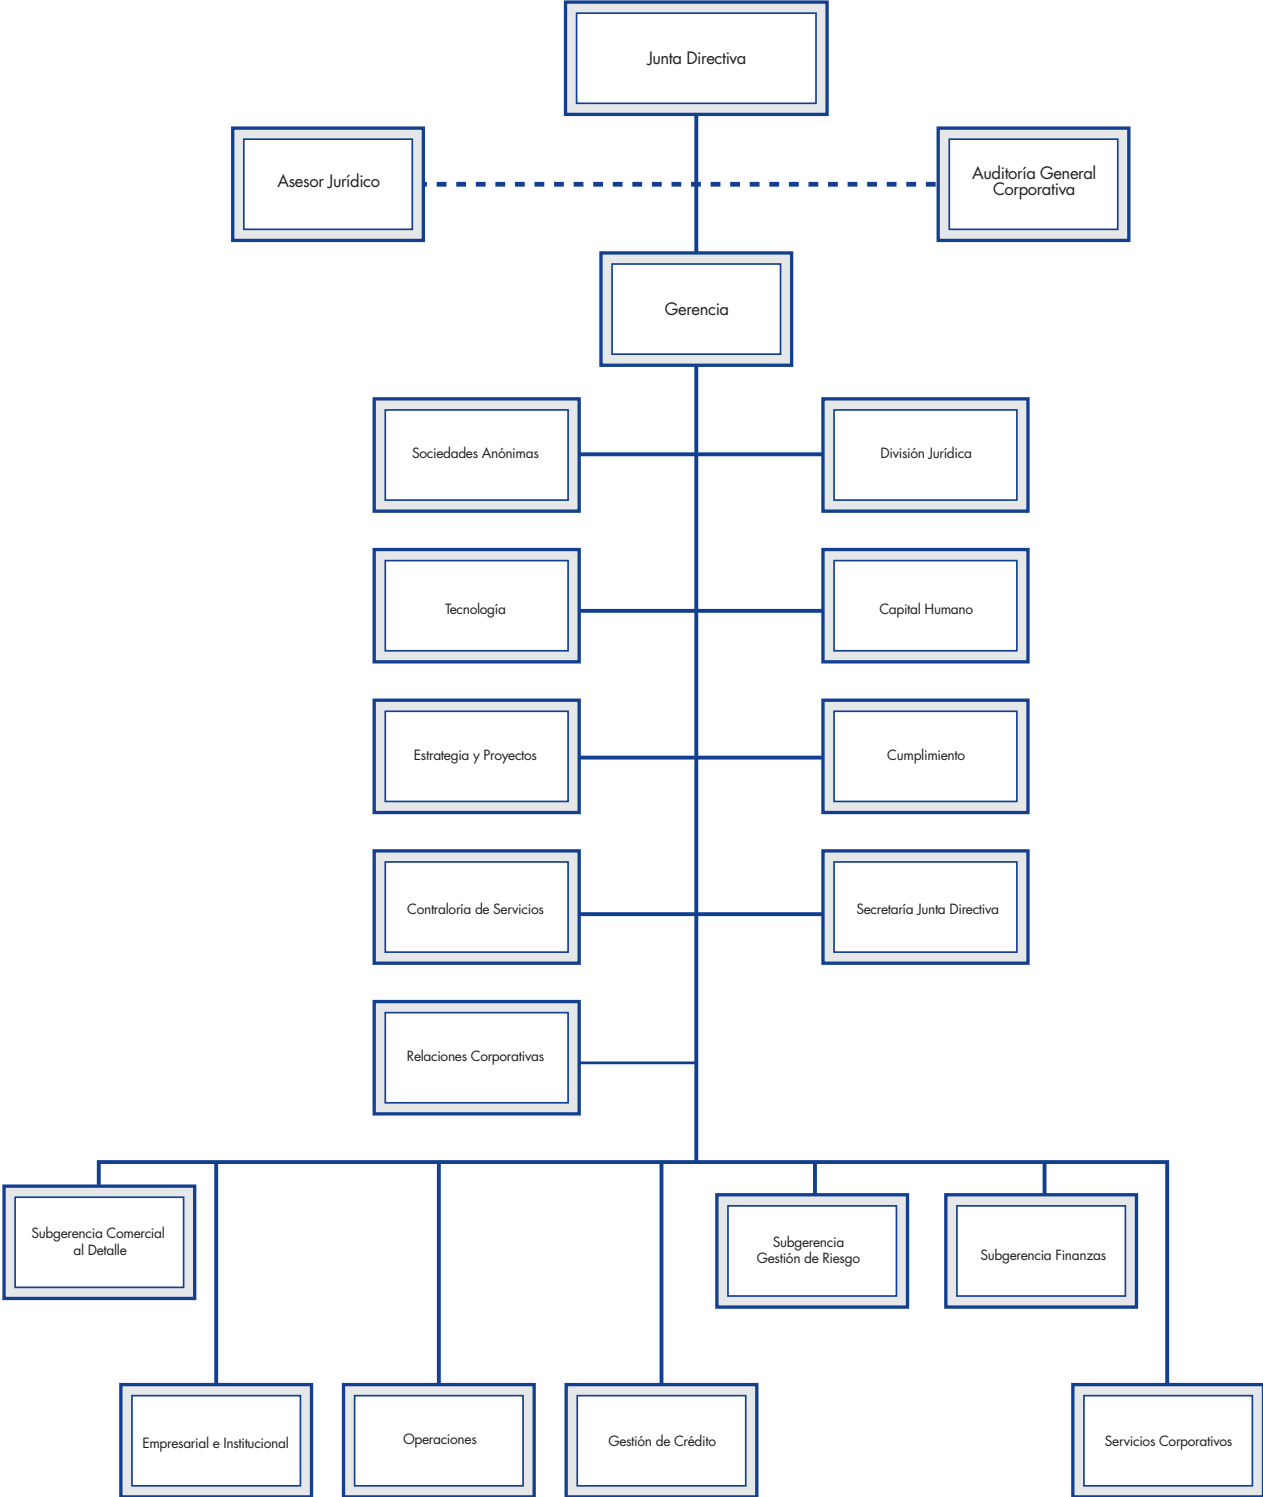 Junta Directiva
Asesor Jurídico
Auditoría General
Corporativa
Gerencia
Sociedades Anónimas
División Jurídica
Tecnología
Capital Humano
Estrategia y Proyectos
Cumplimiento
Contraloría de Servicios
Secretaría Junta Directiva
Relaciones Corporativas
Subgerencia Comercial
al Detalle
Subgerencia
Gestión de Riesgo
Subgerencia Finanzas
Empresarial e Institucional
Operaciones
Gestión de Crédito
Servicios Corporativos